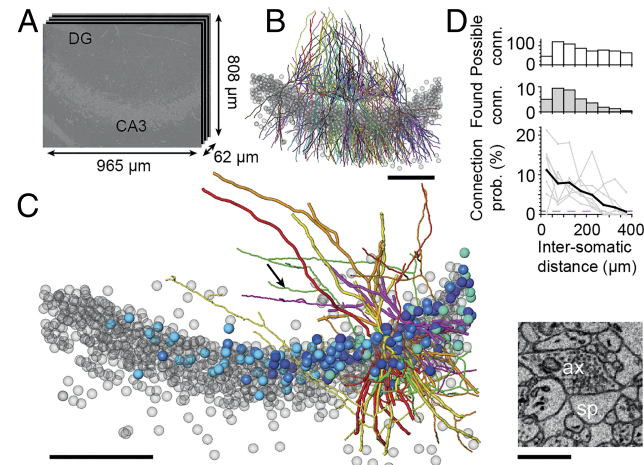 A
DG
CA3
808 µm
965 µm
62 µm
B
C
D
Possible conn.
100
0
Found conn.
10
0
Connection prob. (%)
20
10
0
0 200 400
Inter-somatic
distance (µm)
ax
sp